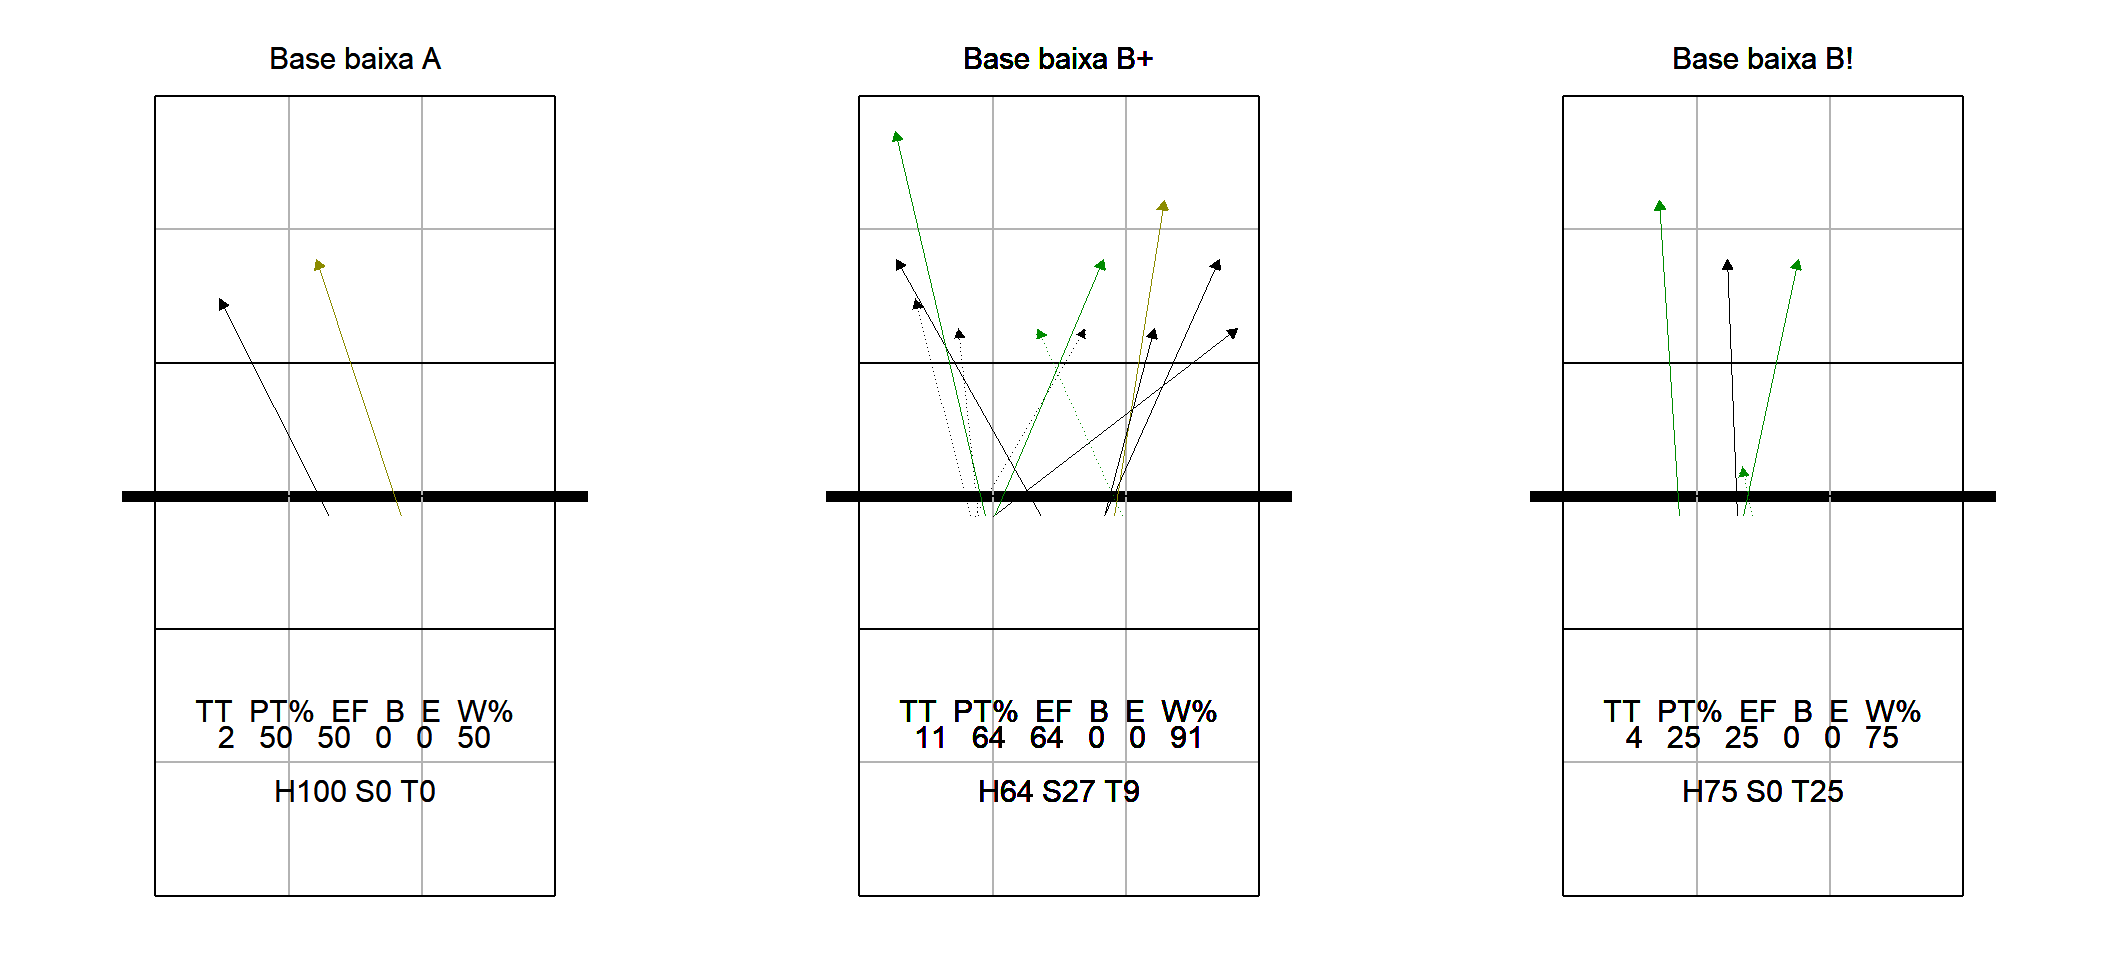 Base baixa A
TT PT% EF B E W%
2 50 50 0 0 50
H100 S0 T0
Base baixa B+
TT PT% EF B E W%
11 64 64 0 0 91
H64 S27 T9
Base baixa B!
TT PT% EF B E W%
4 25 25 0 0 75
H75 S0 T25